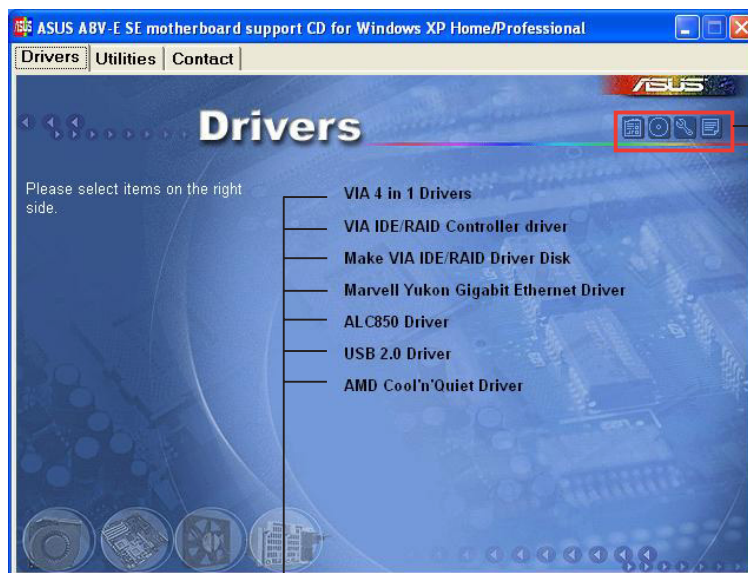 ASUS A8V-E SE motherboard support CD for Windows XP Home/Professional
Drivers Utilities Contact
ASUS
Drivers
Please select items on the right
side.
VIA 4 in 1 Drivers
VIA IDE/RAID Controller driver
Make VIA IDE/RAID Driver Disk
Marvell Yukon Gigabit Ethernet Driver
ALC850 Driver
USB 2.0 Driver
AMD Cool'n'Quiet Driver